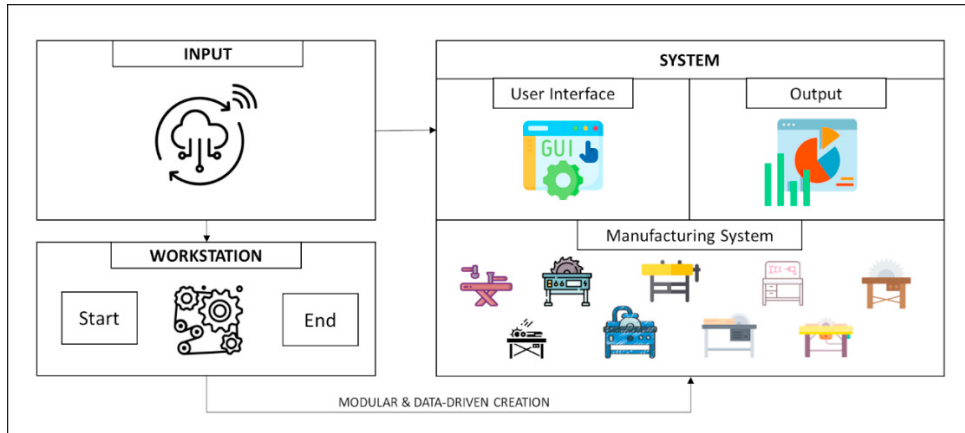 INPUT
SYSTEM
User Interface
Output
GUI
WORKSTATION
Start
End
Manufacturing System
MODULAR & DATA-DRIVEN CREATION